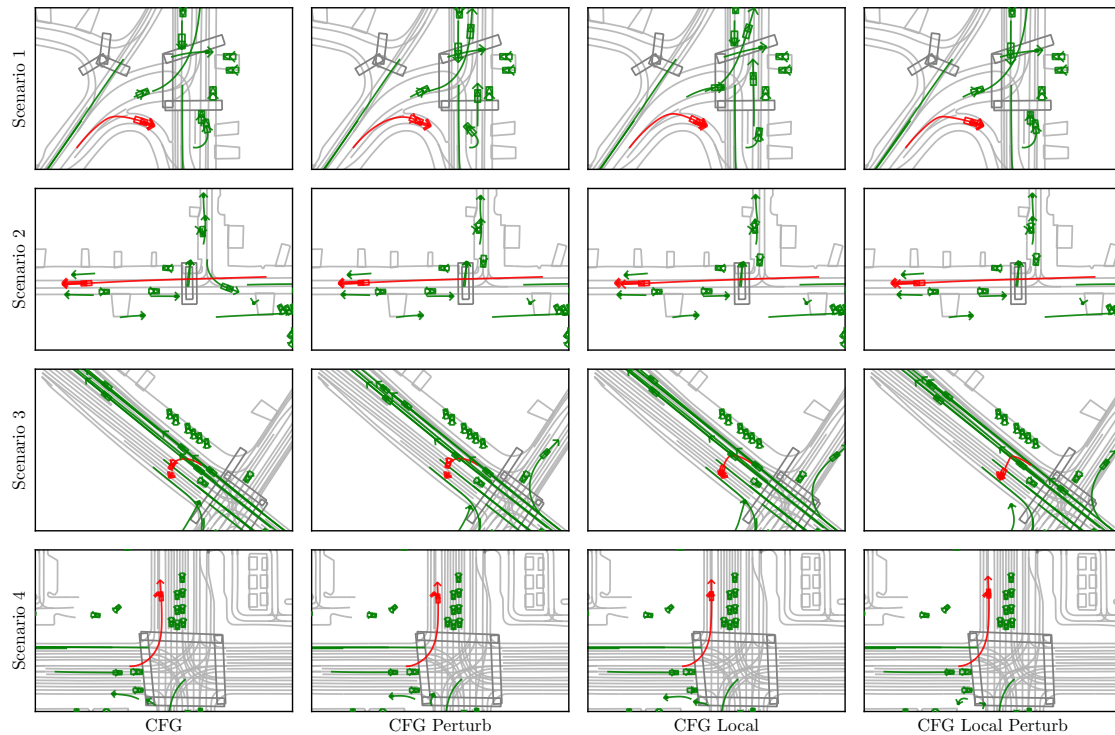 Scenario 1
Scenario 2
Scenario 3
Scenario 4
CFG
CFG Perturb
CFG Local
CFG Local Perturb